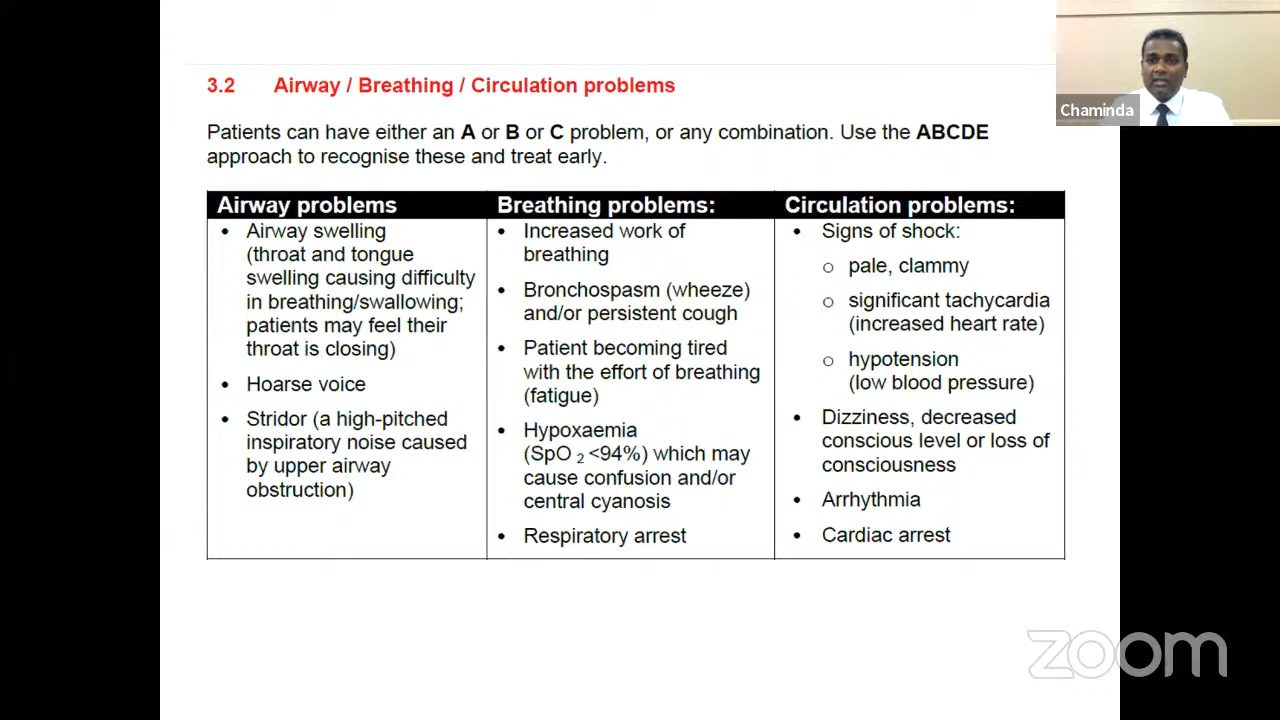 3.2 Airway / Breathing / Circulation problems
Chaminda
Patients can have either an A or B or C problem, or any combination. Use the ABCDE
approach to recognise these and treat early.
Airway problems
• Airway swelling
(throat and tongue
swelling causing difficulty
in breathing/swallowing;
patients may feel their
throat is closing)
• Hoarse voice
• Stridor (a high-pitched
inspiratory noise caused
by upper airway
obstruction)
Breathing problems:
• Increased work of
breathing
• Bronchospasm (wheeze)
and/or persistent cough
• Patient becoming tired
with the effort of breathing
(fatigue)
• Hypoxaemia
(SpO 2 <94%) which may
cause confusion and/or
central cyanosis
• Respiratory arrest
Circulation problems:
• Signs of shock:
o pale, clammy
o significant tachycardia
(increased heart rate)
o hypotension
(low blood pressure)
• Dizziness, decreased
conscious level or loss of
consciousness
• Arrhythmia
• Cardiac arrest
zoom